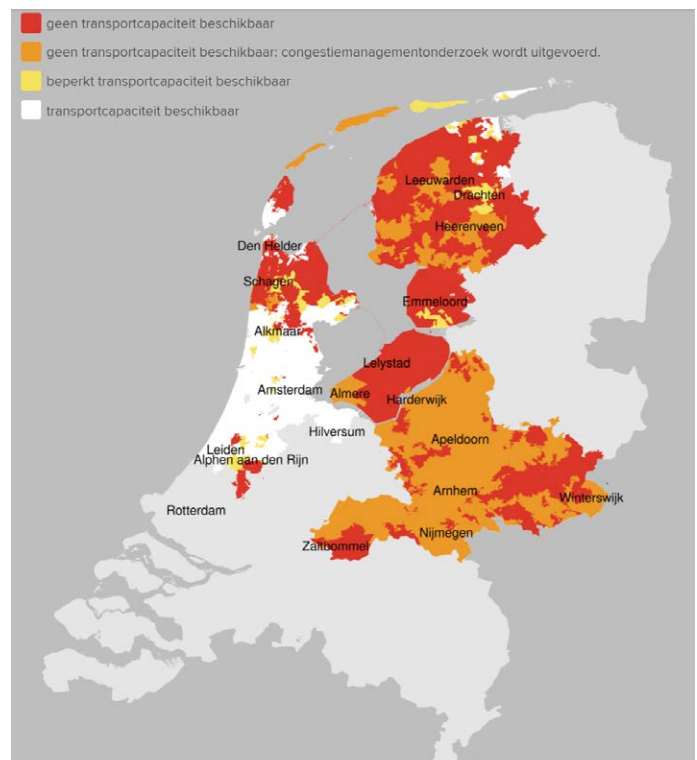 geen transportcapaciteit beschikbaar
geen transportcapaciteit beschikbaar: congestiemanagementonderzoek wordt uitgevoerd.
beperkt transportcapaciteit beschikbaar
transportcapaciteit beschikbaar
Leeuwarden
Drachten
Heerenveen
Den Helder
Schagen
Emmeloord
Alkmaar
Lelystad
Amsterdam
Almere
Harderwijk
Hilversum
Apeldoorn
Leiden
Alphen aan den Rijn
Arnhem
Winterswijk
Rotterdam
Nijmegen
Zaltbommel